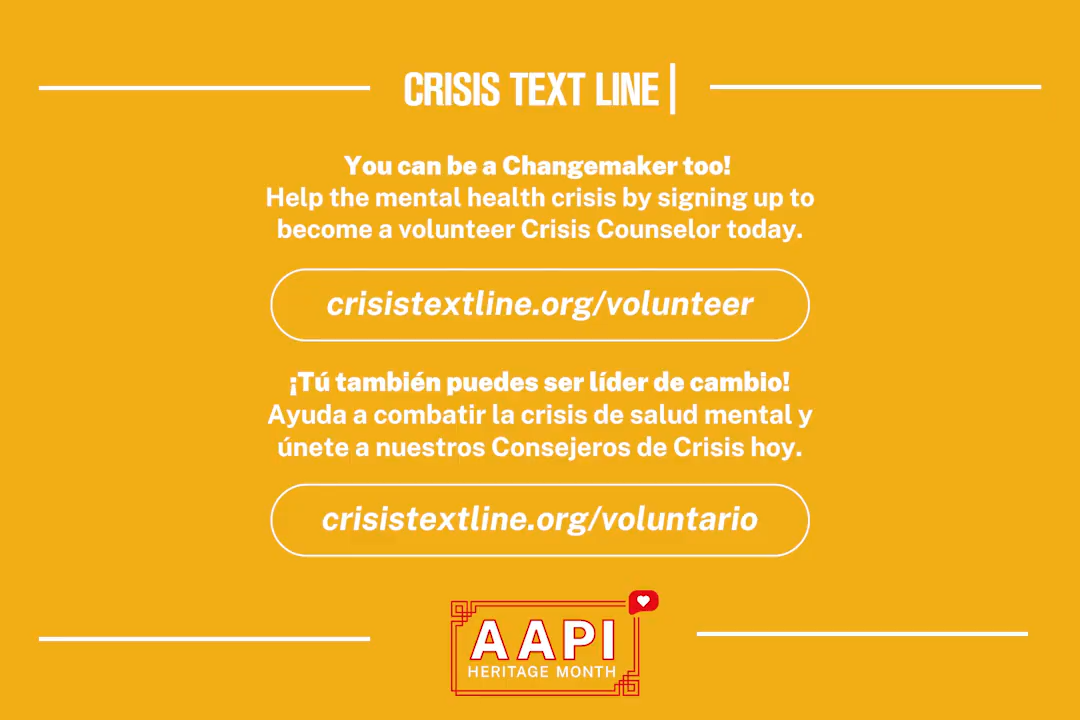 CRISIS TEXT LINE|
You can be a Changemaker too!
Help the mental health crisis by signing up to
become a volunteer Crisis Counselor today.
crisistextline.org/volunteer
¡Tú también puedes ser líder de cambio!
Ayuda a combatir la crisis de salud mental y
únete a nuestros Consejeros de Crisis hoy.
crisistextline.org/voluntario
AAPI
HERITAGE MONTH